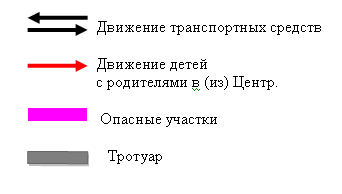 Движение транспортных средств
Движение детей
с родителями в (из) Центр.
Опасные участки
Тротуар